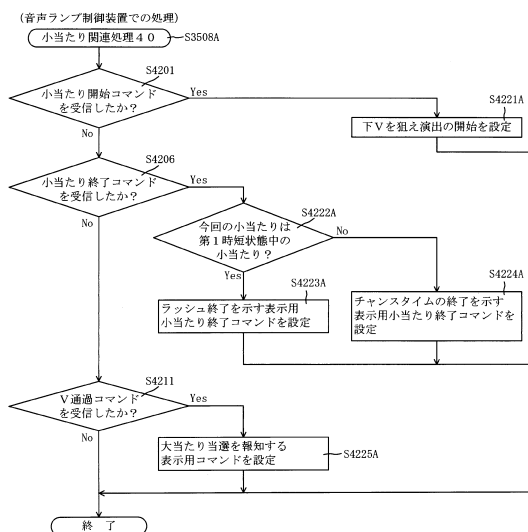 (音声ランプ制御装置での処理)
小当たり関連処理40
S3508A
S4201
小当たり開始コマンド
を受信したか?
Yes
No
S4221A
下Vを狙え演出の開始を設定
S4206
小当たり終了コマンド
を受信したか?
Yes
No
S4222A
今回の小当たりは
第1時短状態中の
小当たり?
No
Yes
S4223A
ラッシュ終了を示す表示用
小当たり終了コマンドを設定
S4224A
チャンスタイムの終了を示す
表示用小当たり終了コマンドを
設定
S4211
V通過コマンド
を受信したか?
Yes
No
大当たり当選を報知する
表示用コマンドを設定
S4225A
終 了